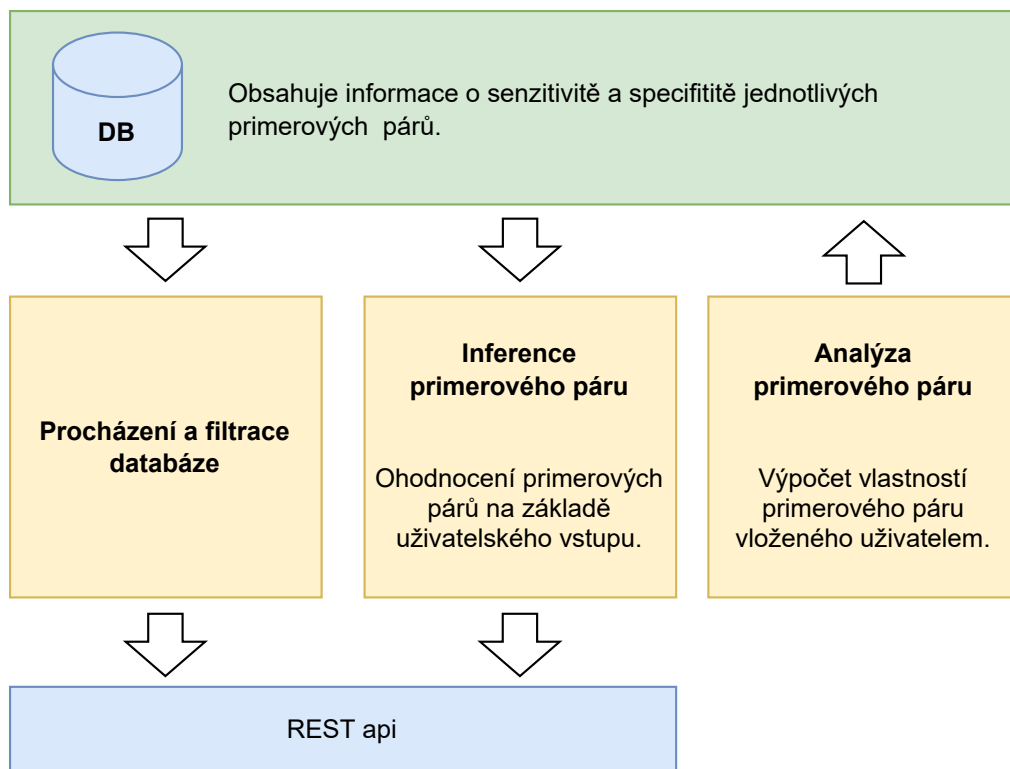 DB
Obsahuje informace o senzitivitě a specifititě jednotlivých
primerových párů.
Procházení a filtrace
databáze
Inference
primerového páru
Ohodnocení primerových
párů na základě
uživatelského vstupu.
Analýza
primerového páru
Výpočet vlastností
primerového páru
vloženého uživatelem.
REST api